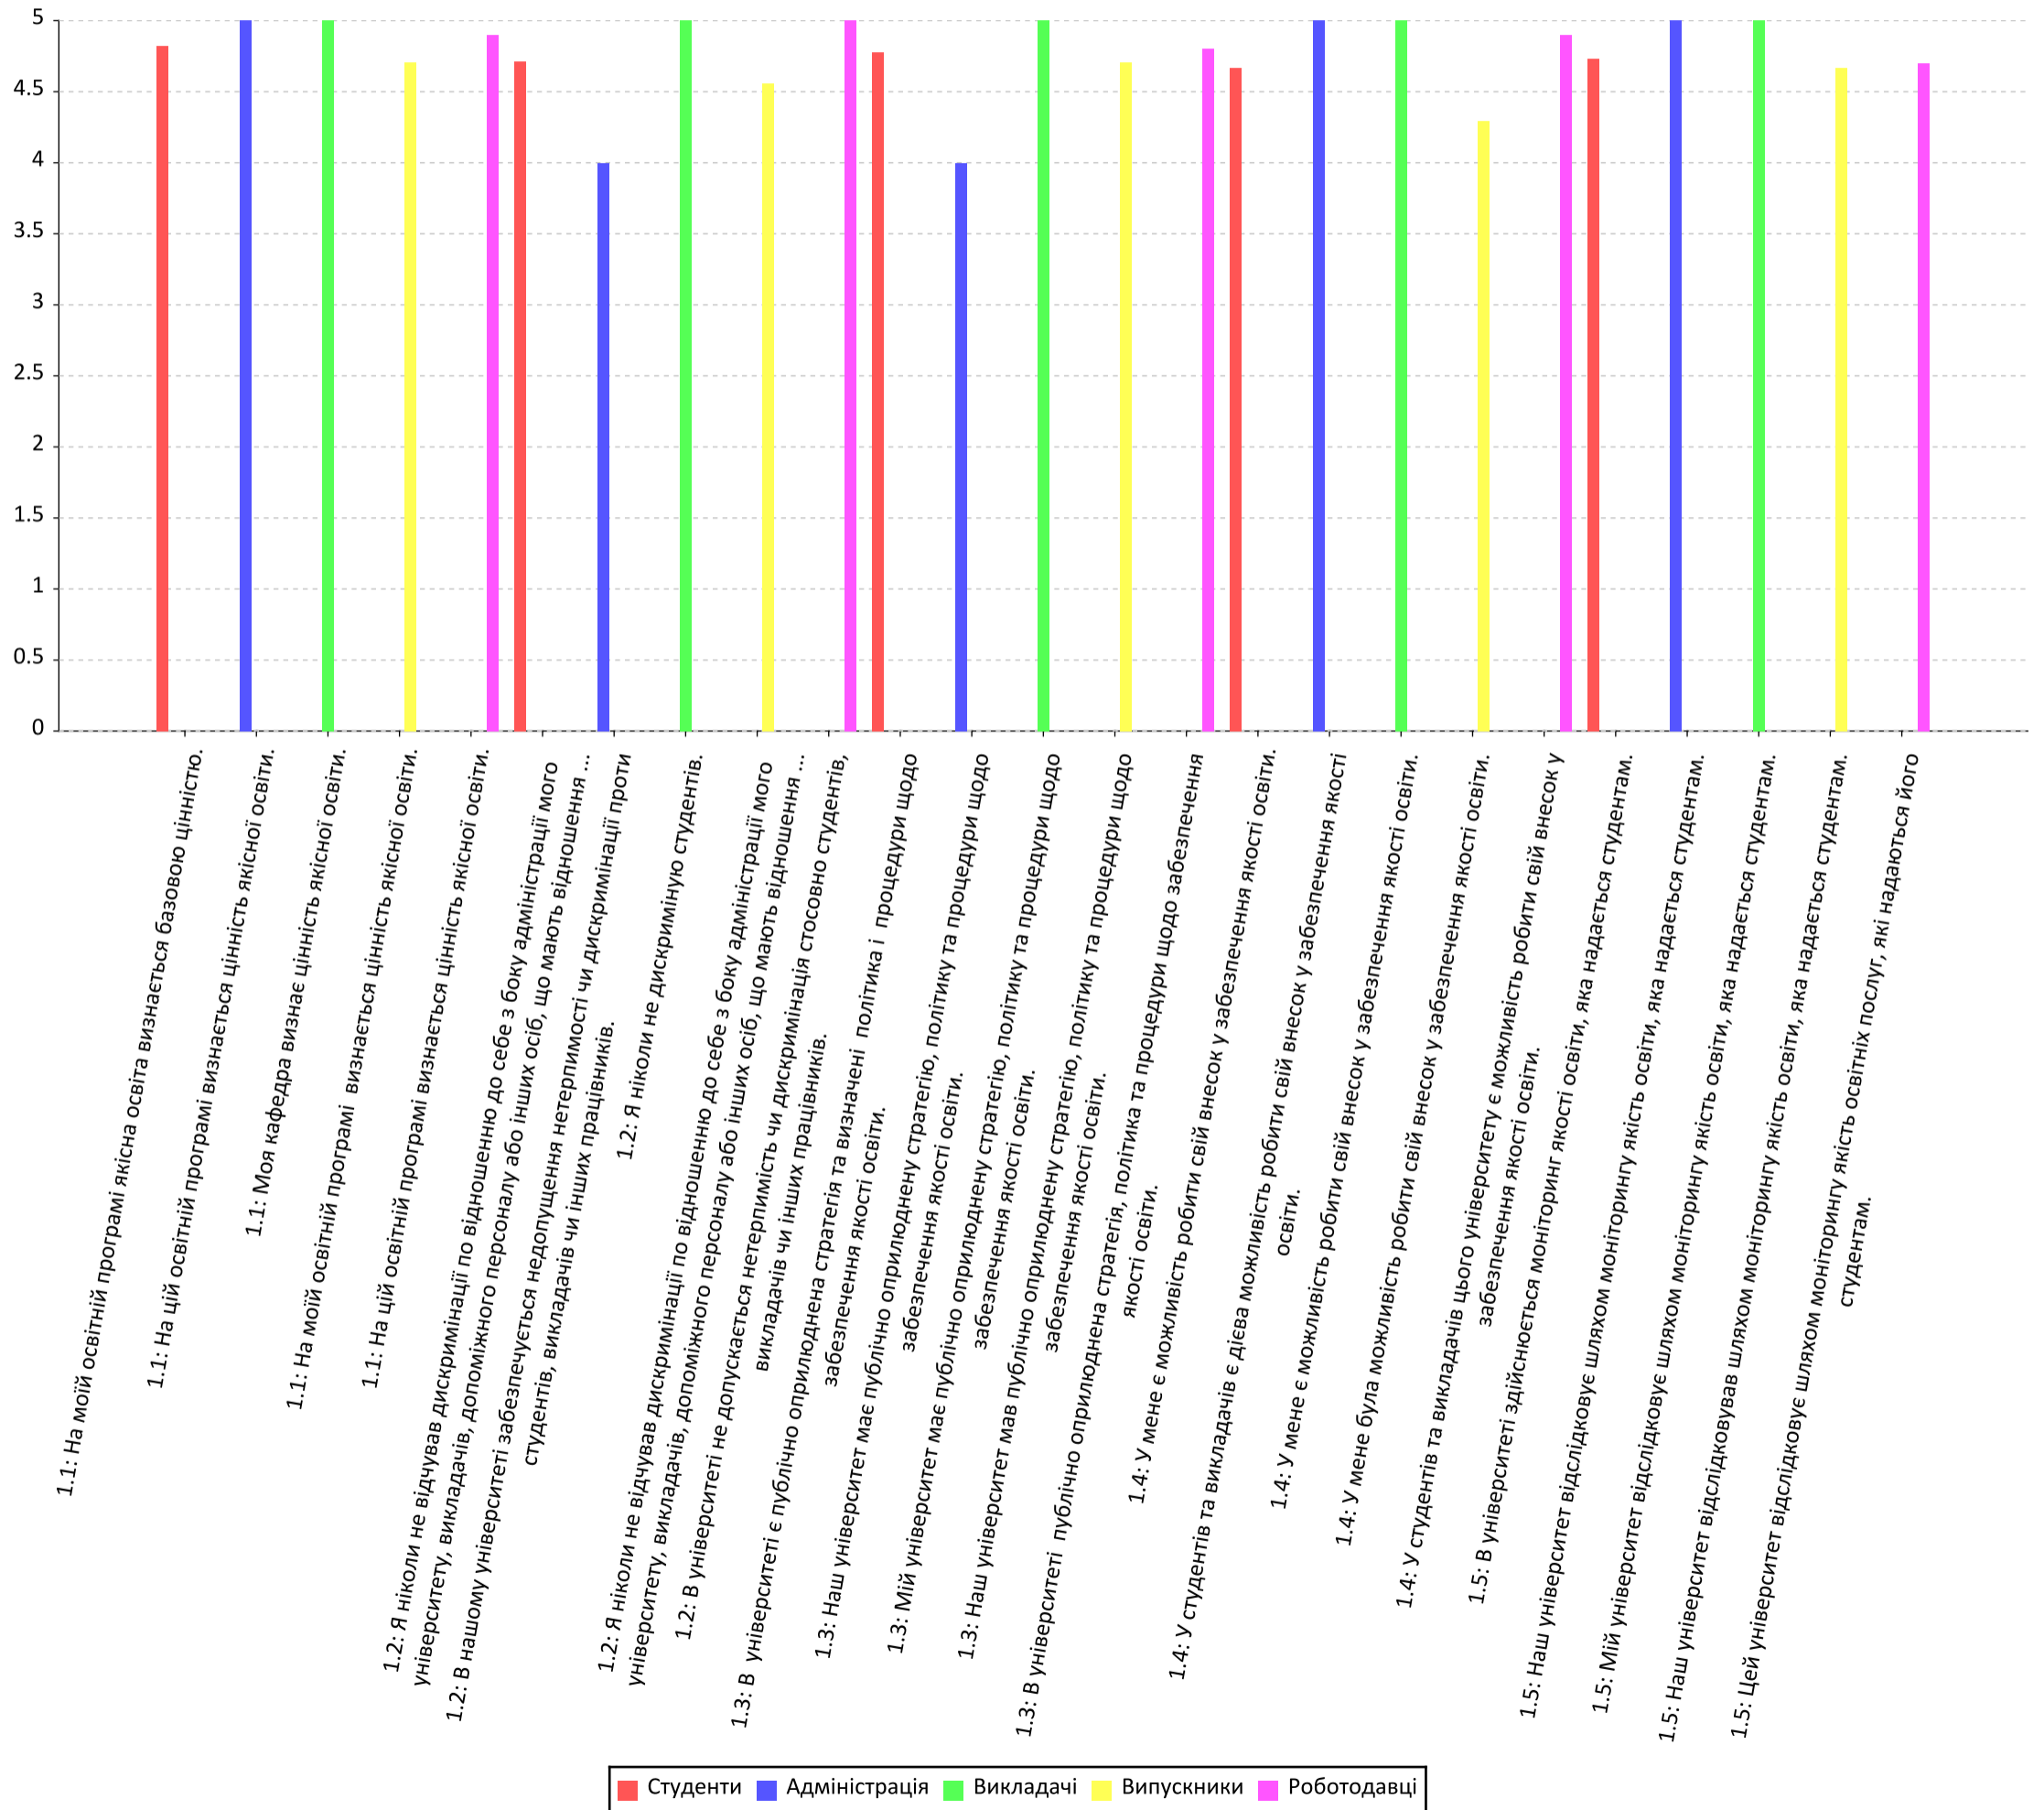 5
4.5
4
3.5
3
2.5
2
1.5
1
0.5
0
1.1: На моїй освітній програмі якісна освіта визнається базовою цінністю.
1.1: На цій освітній програмі визнається цінність якісної освіти.
1.1: Моя кафедра визнає цінність якісної освіти.
1.1: На моїй освітній програмі визнається цінність якісної освіти.
1.1: На цій освітній програмі визнається цінність якісної освіти.
1.2: Я ніколи не відчував дискримінації по відношенню до себе з боку адміністрації мого
університету, викладачів, допоміжного персоналу або інших осіб, що мають відношення ...
1.2: В нашому університеті забезпечується недопущення нетерпимості чи дискримінації проти
студентів, викладачів чи інших працівників.
1.2: Я ніколи не дискриміную студентів.
1.2: Я ніколи не відчував дискримінації по відношенню до себе з боку адміністрації мого
університету, викладачів, допоміжного персоналу або інших осіб, що мають відношення ...
1.2: В університеті не допускається нетерпимість чи дискримінація стосовно студентів,
викладачів чи інших працівників.
1.3: В університеті є публічно оприлюднена стратегія та визначені політика і процедури щодо
забезпечення якості освіти.
1.3: Наш університет має публічно оприлюднену стратегію, політику та процедури щодо
забезпечення якості освіти.
1.3: Мій університет має публічно оприлюднену стратегію, політику та процедури щодо
забезпечення якості освіти.
1.3: Наш університет мав публічно оприлюднену стратегію, політику та процедури щодо
забезпечення якості освіти.
1.3: В університеті публічно оприлюднена стратегія, політика та процедури щодо забезпечення
якості освіти.
1.4: У мене є можливість робити свій внесок у забезпечення якості освіти.
1.4: У студентів та викладачів є дієва можливість робити свій внесок у забезпечення якості
освіти.
1.4: У мене є можливість робити свій внесок у забезпечення якості освіти.
1.4: У мене була можливість робити свій внесок у забезпечення якості освіти.
1.4: У студентів та викладачів цього університету є можливість робити свій внесок у
забезпечення якості освіти.
1.5: В університеті здійснюється моніторинг якості освіти, яка надається студентам.
1.5: Наш університет відслідковує шляхом моніторингу якість освіти, яка надається студентам.
1.5: Мій університет відслідковує шляхом моніторингу якість освіти, яка надається студентам.
1.5: Наш університет відслідковував шляхом моніторингу якість освіти, яка надається студентам.
1.5: Цей університет відслідковує шляхом моніторингу якість освітніх послуг, які надаються його
студентам.
Студенти Адміністрація Викладачі Випускники Роботодавці